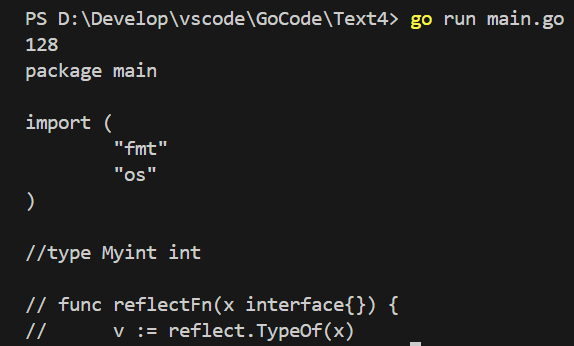 PS D:\Develop\vscode\GoCode\Text4> go run main.go
128
package main
import (
"fmt"
"os"
)
//type Myint int
// func reflectFn(x interface{}) {
//      v := reflect.TypeOf(x)